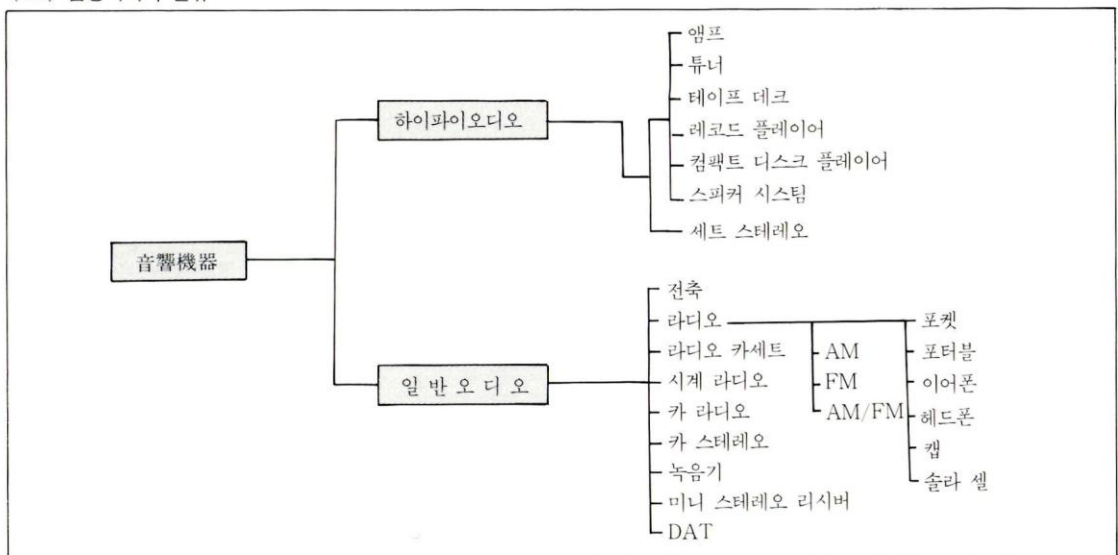 앰프
튜너
테이프 데크
하이파이오디오
레코드 플레이어
컴팩트 디스크 플레이어
스피커 시스팀
세트 스테레오
音響機器
전축
라디오
포켓
라디오 카세트
AM
포터블
일반오디오
시계 라디오
FM
이어폰
카 라디오
AM/FM
헤드폰
카 스테레오
캡
녹음기
솔라 셀
미니 스테레오 리시버
DAT